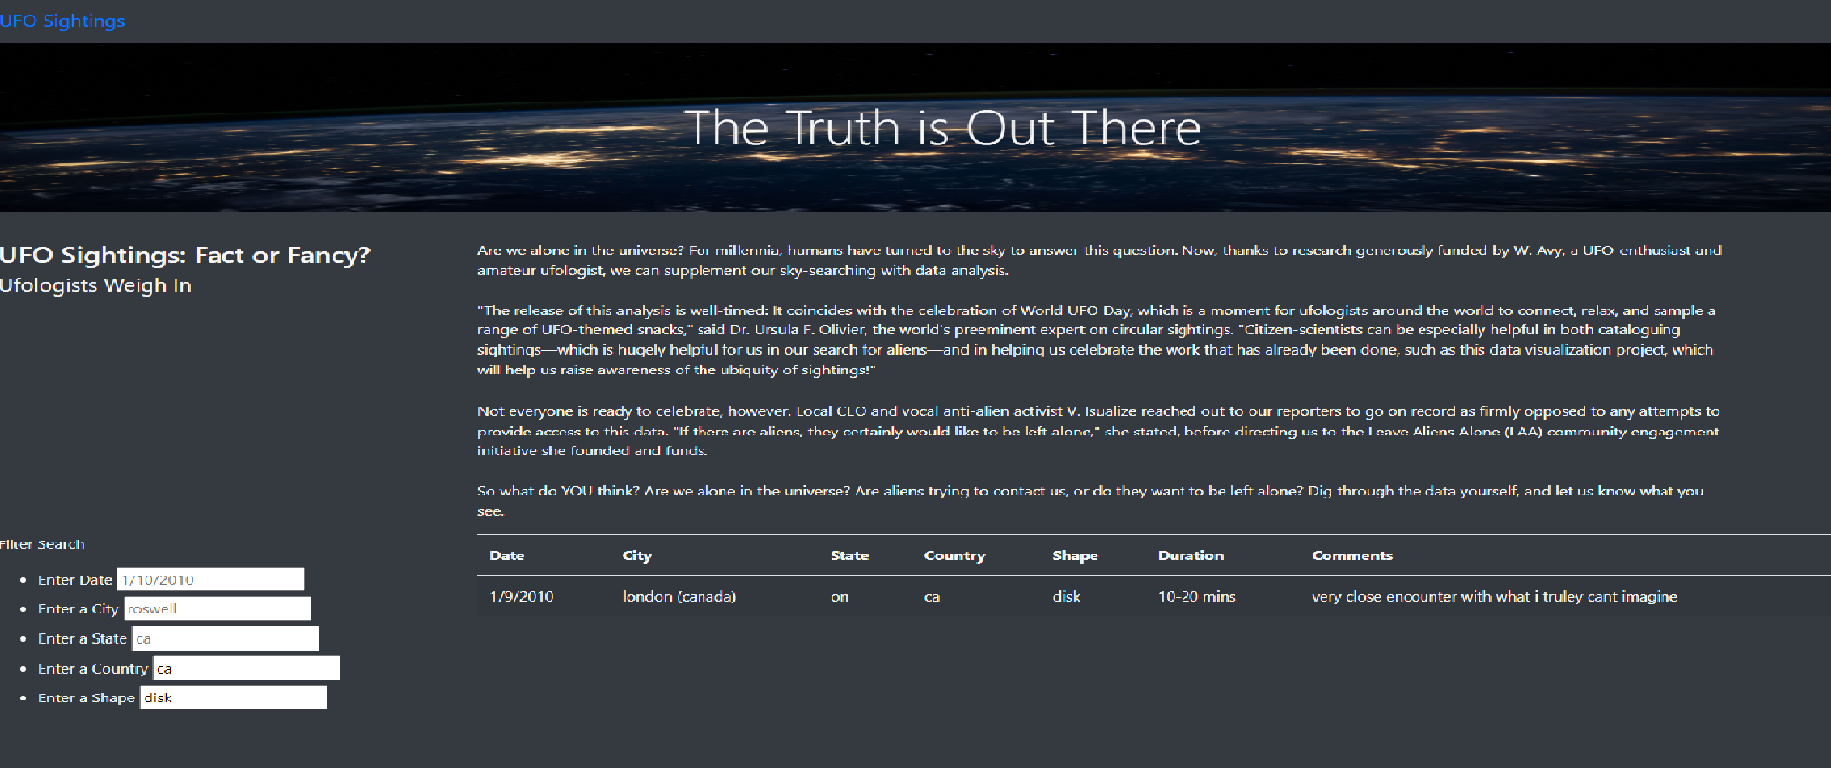 UFO Sightings
The Truth is Out There
UFO Sightings: Fact or Fancy?
Ufologists Weigh In
Are we alone in the universe? For millennia, humans have turned to the sky to answer this question. Now, thanks to research generously funded by W. Avy, a UFO-enthusiast and
amateur ufologist, we can supplement our sky-searching with data analysis.
"The release of this analysis is well-timed: It coincides with the celebration of World UFO Day, which is a moment for ufologists around the world to connect, relax, and sample a
range of UFO-themed snacks," said Dr. Ursula F. Olivier, the world's preeminent expert on circular sightings. "Citizen-scientists can be especially helpful in both cataloguing
sightings—which is hugely helpful for us in our search for aliens—and in helping us celebrate the work that has already been done, such as this data visualization project, which
will help us raise awareness of the ubiquity of sightings!"
Not everyone is ready to celebrate, however. Local CEO and vocal anti-alien activist V. Isualize reached out to our reporters to go on record as firmly opposed to any attempts to
provide access to this data. "If there are aliens, they certainly would like to be left alone," she stated, before directing us to the Leave Aliens Alone (LAA) community engagement
initiative she founded and funds.
So what do YOU think? Are we alone in the universe? Are aliens trying to contact us, or do they want to be left alone? Dig through the data yourself, and let us know what you
see.
Filter Search
Enter Date 1/10/2010
Enter a City roswell
Enter a State ca
Enter a Country ca
Enter a Shape disk
Date City State Country Shape Duration Comments
1/9/2010 london (canada) on ca disk 10-20 mins very close encounter with what i truley cant imagine